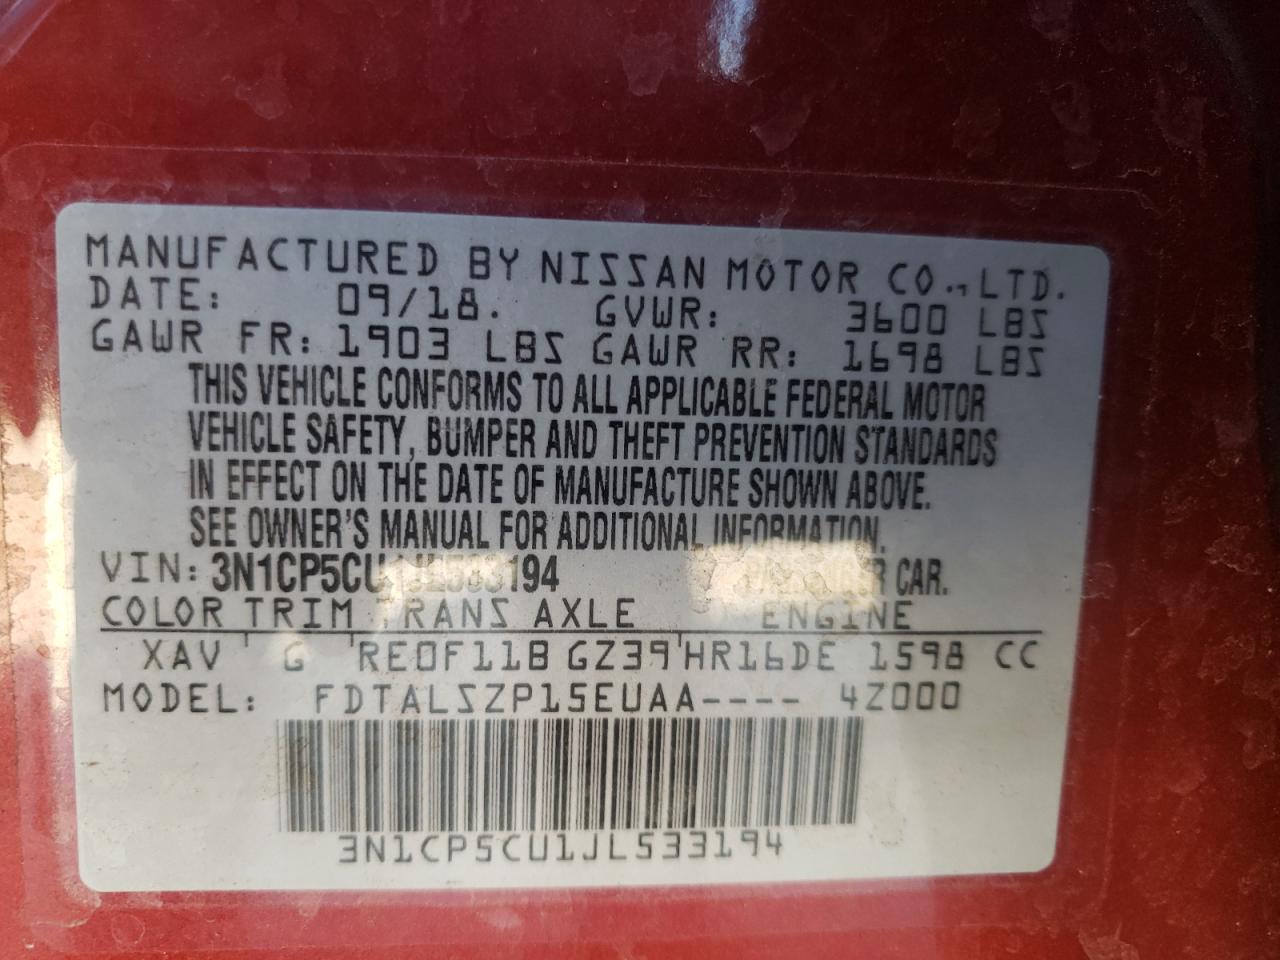 MANUFACTURED BY NISSAN MOTOR CO., LTD.
DATE: 09/18. GVWR: 3600 LBS
GAWR FR: 1903 LBS GAWR RR: 1698 LBS
THIS VEHICLE CONFORMS TO ALL APPLICABLE FEDERAL MOTOR
VEHICLE SAFETY, BUMPER AND THEFT PREVENTION STANDARDS
IN EFFECT ON THE DATE OF MANUFACTURE SHOWN ABOVE.
SEE OWNER'S MANUAL FOR ADDITIONAL INFORMATION.
VIN: 3N1CP5CU1JL533194 PASSENGER CAR.
COLOR TRIM TRANS AXLE ENGINE
XAV G RE0F11B GZ39 HR16DE 1598 CC
MODEL: FDTALSZP15EUAA---- 4Z000
3N1CP5CU1JL533194